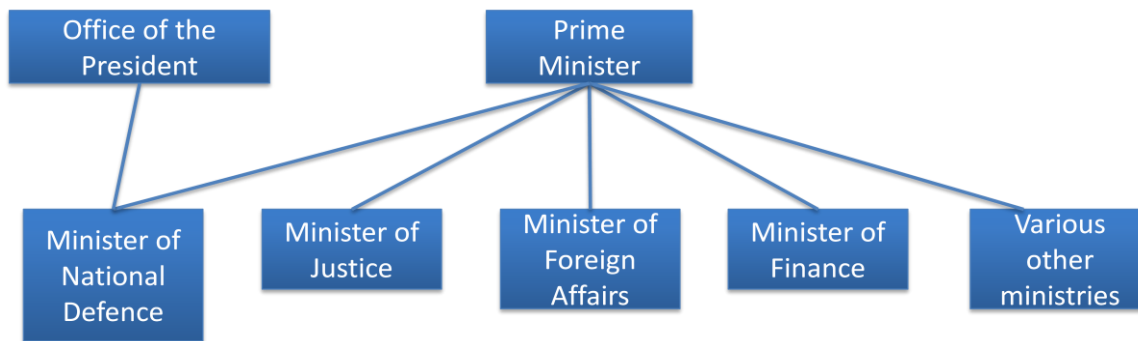 Office of the
President
Prime
Minister
Minister of
National
Defence
Minister of
Justice
Minister of
Foreign
Affairs
Minister of
Finance
Various
other
ministries